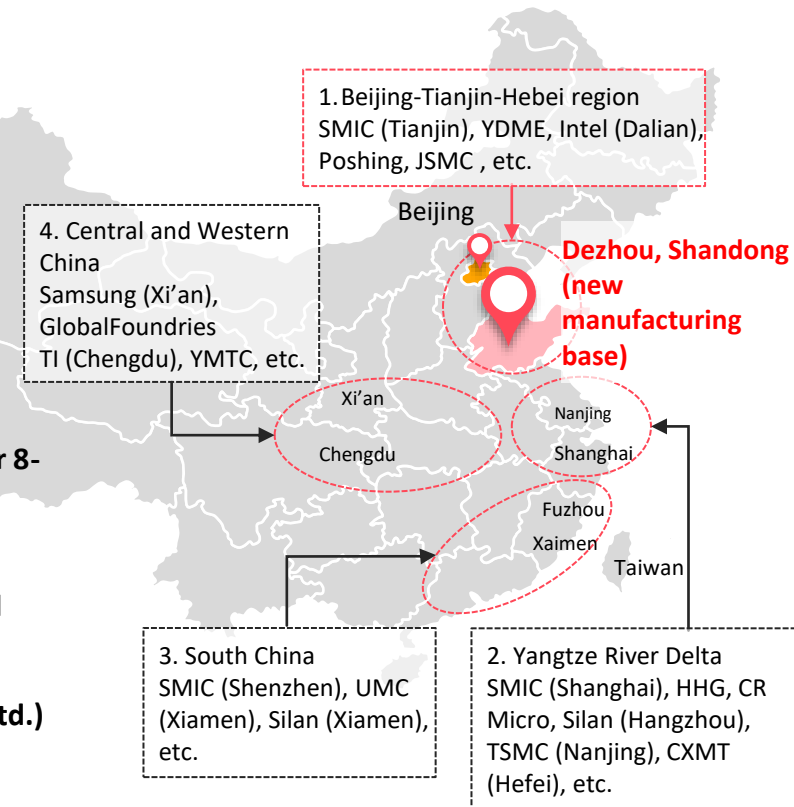 1.Beijing-Tianjin-Hebei region
SMIC (Tianjin), YDME, Intel (Dalian),
Poshing, JSMC , etc.
Beijing
4. Central and Western
China
Samsung (Xi’an),
GlobalFoundries
TI (Chengdu), YMTC, etc.
Dezhou, Shandong
(new
manufacturing
base)
Xi’an
Chengdu
Nanjing
Shanghai
r 8-
Fuzhou
Xaimen
Taiwan
3. South China
SMIC (Shenzhen), UMC
(Xiamen), Silan (Xiamen),
etc.
td.)
2. Yangtze River Delta
SMIC (Shanghai), HHG, CR
Micro, Silan (Hangzhou),
TSMC (Nanjing), CXMT
(Hefei), etc.